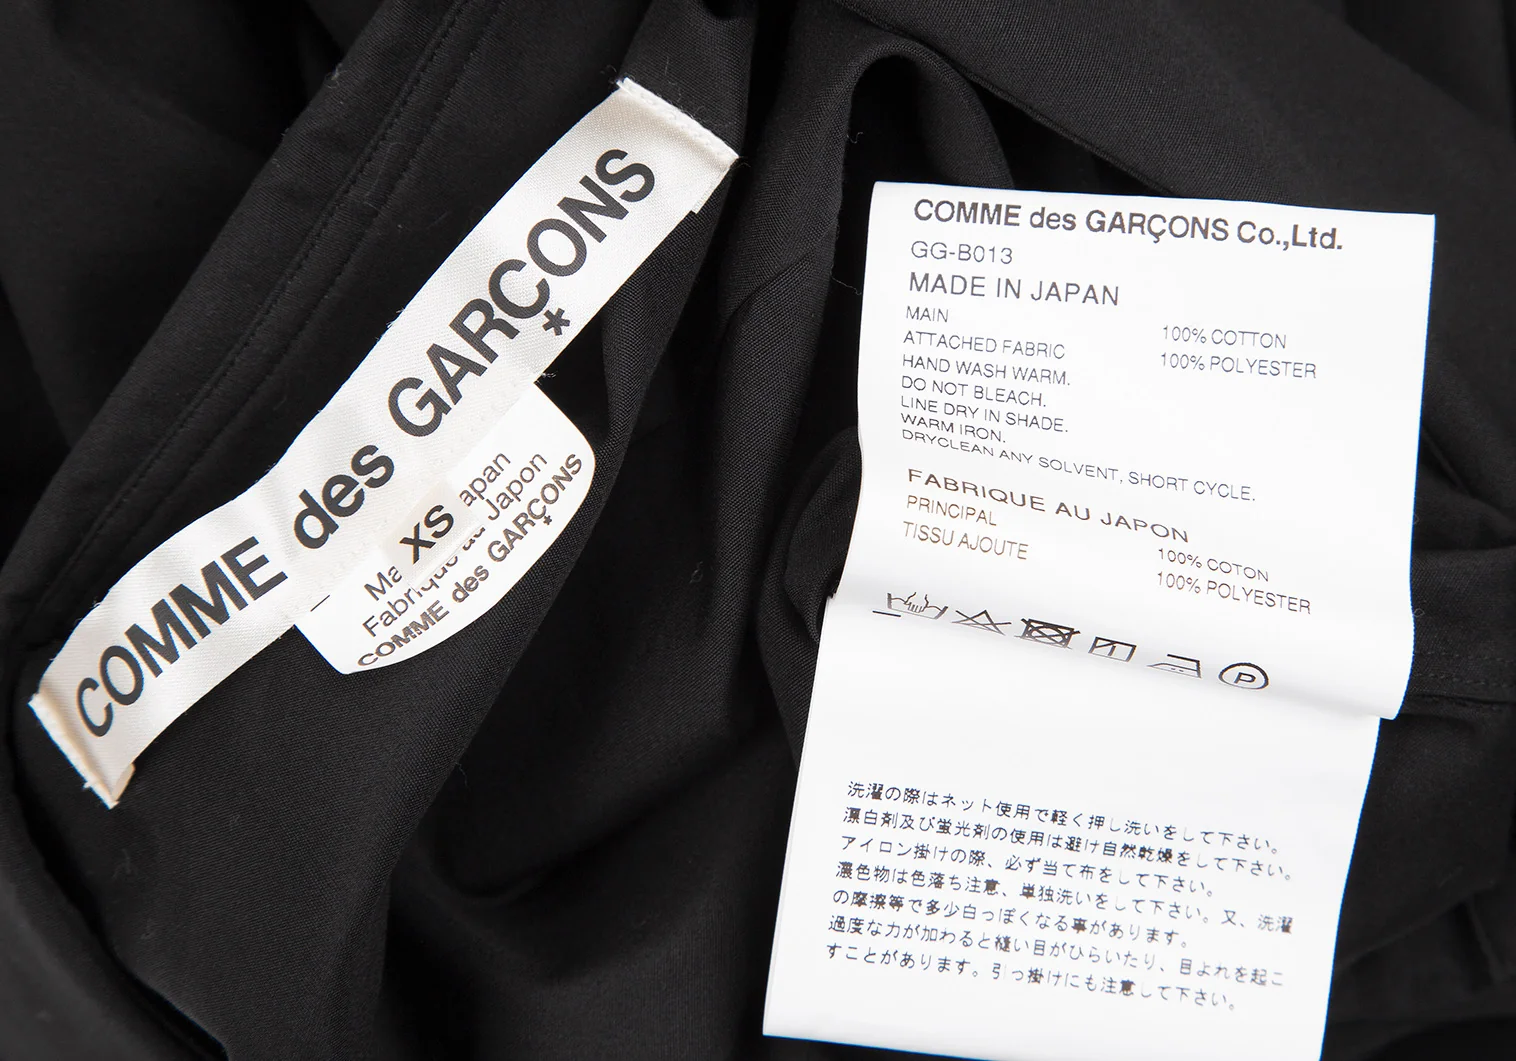 COMME des GARÇONS
*
XS
apan
Fabrique au Japon
COMME des GARÇONS
*
COMME des GARÇONS Co.,Ltd.
GG-B013
MADE IN JAPAN
MAIN 100% COTTON
ATTACHED FABRIC 100% POLYESTER
HAND WASH WARM.
DO NOT BLEACH.
LINE DRY IN SHADE.
WARM IRON.
DRYCLEAN ANY SOLVENT, SHORT CYCLE.
FABRIQUE AU JAPON
PRINCIPAL 100% COTON
TISSU AJOUTE 100% POLYESTER
P
洗濯の際はネット使用で軽く押し洗いをして下さい。
漂白剤及び蛍光剤の使用は避け自然乾燥をして下さい。
アイロン掛けの際、必ず当て布をして下さい。
濃色物は色落ち注意、単独洗いをして下さい。又、洗濯
の摩擦等で多少白っぽくなる事があります。
過度な力が加わると縫い目がひらいたり、目よれを起こ
すことがあります。引っ掛けにも注意して下さい。